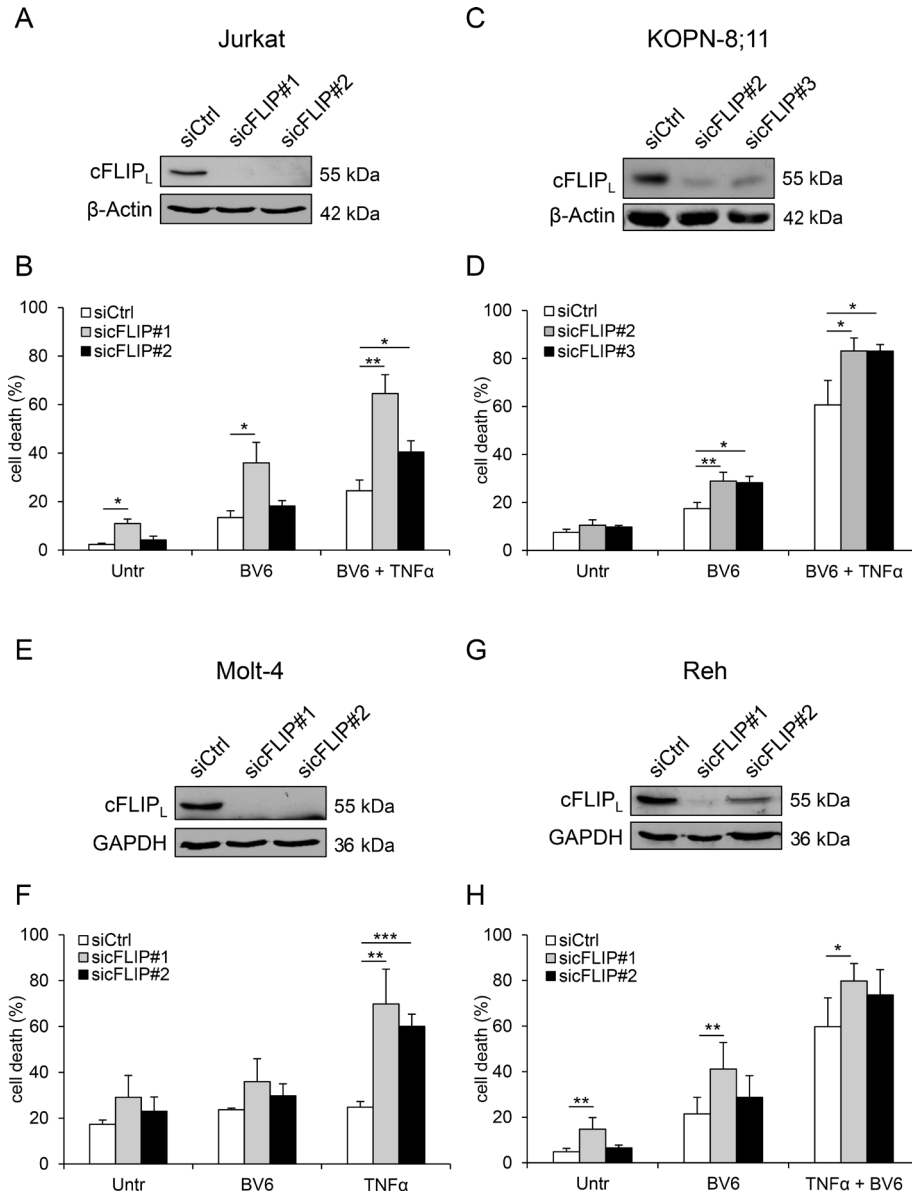 A
Jurkat
siCtrl
sicFLIP#1
sicFLIP#2
cFLIPL
55 kDa
β-Actin
42 kDa
B
100
80
60
40
20
0
cell death (%)
siCtrl
sicFLIP#1
sicFLIP#2
*
*
**
*
Untr
BV6
BV6 + TNFα
C
KOPN-8;11
siCtrl
sicFLIP#2
sicFLIP#3
cFLIPL
55 kDa
β-Actin
42 kDa
D
100
80
60
40
20
0
cell death (%)
siCtrl
sicFLIP#2
sicFLIP#3
**
*
*
*
Untr
BV6
BV6 + TNFα
E
Molt-4
siCtrl
sicFLIP#1
sicFLIP#2
cFLIPL
55 kDa
GAPDH
36 kDa
F
100
80
60
40
20
0
cell death (%)
siCtrl
sicFLIP#1
sicFLIP#2
***
**
Untr
BV6
TNFα
G
Reh
siCtrl
sicFLIP#1
sicFLIP#2
cFLIPL
55 kDa
GAPDH
36 kDa
H
100
80
60
40
20
0
cell death (%)
siCtrl
sicFLIP#1
sicFLIP#2
**
**
*
Untr
BV6
TNFα + BV6